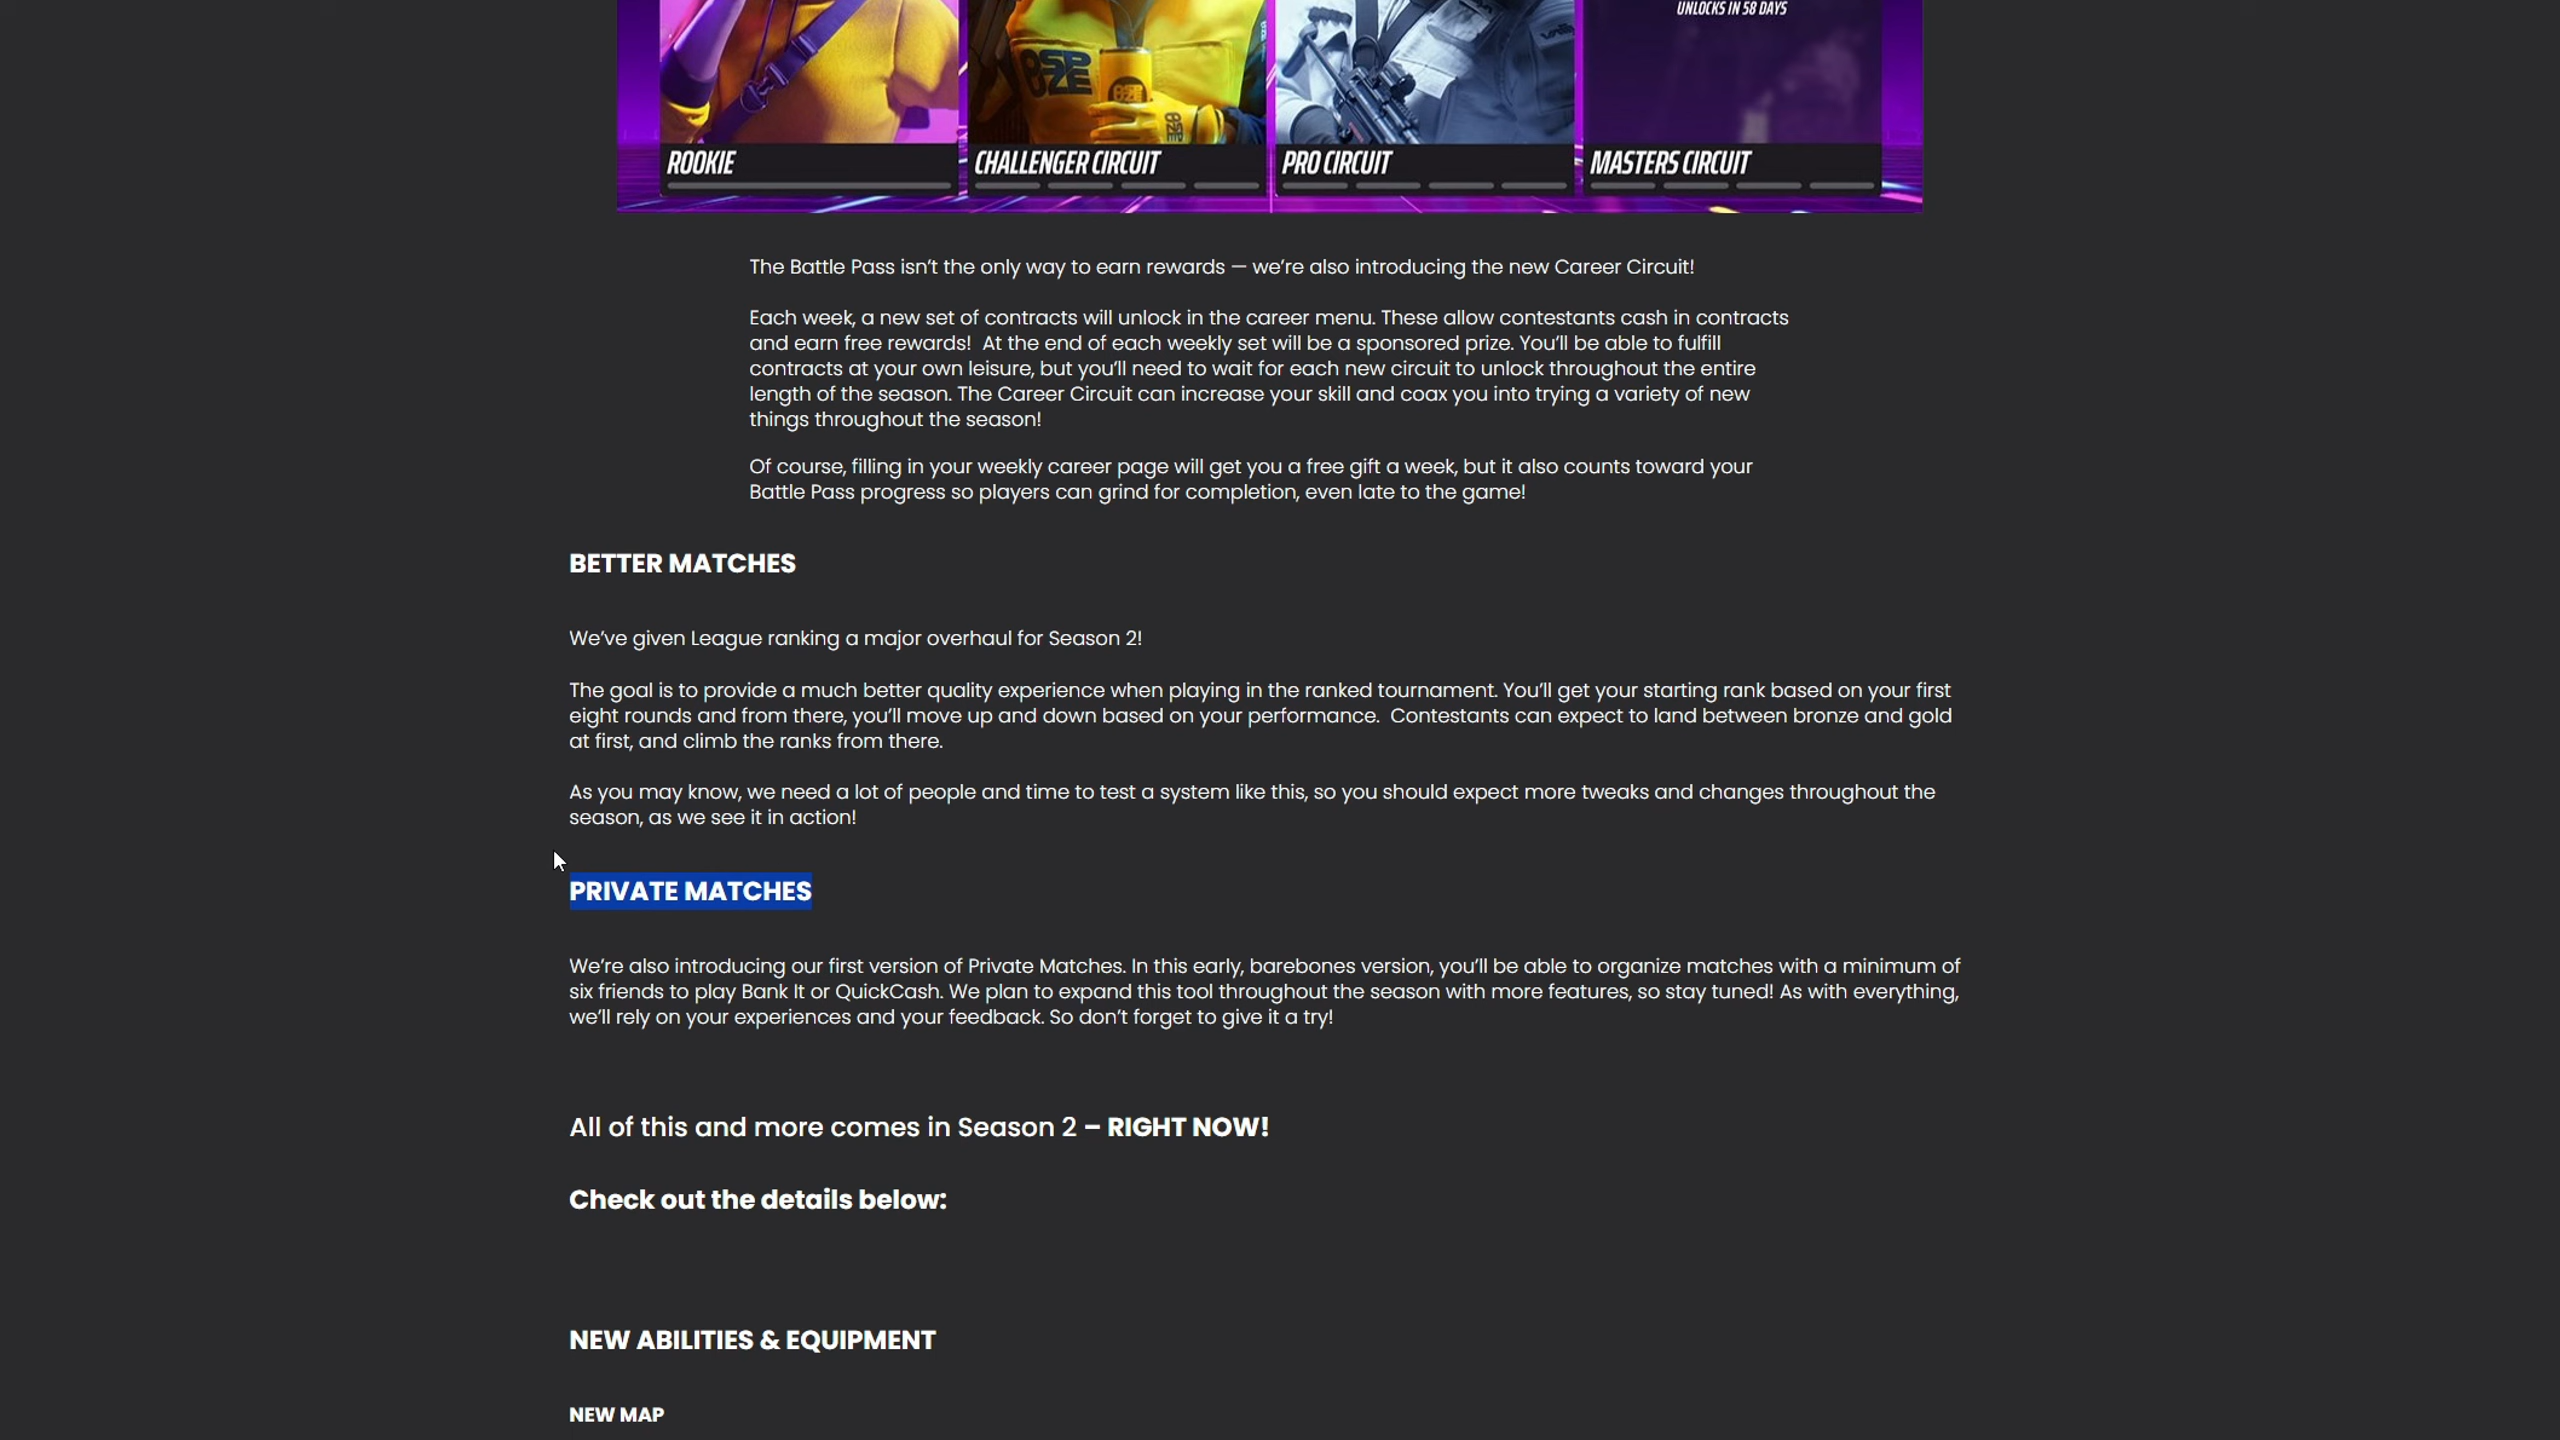 UNLOCKS IN 58 DAYS
OSPUZE
ROOKIE
CHALLENGER CIRCUIT
PRO CIRCUIT
MASTERS CIRCUIT
The Battle Pass isn't the only way to earn rewards — we're also introducing the new Career Circuit!
Each week, a new set of contracts will unlock in the career menu. These allow contestants cash in contracts
and earn free rewards!  At the end of each weekly set will be a sponsored prize. You'll be able to fulfill
contracts at your own leisure, but you'll need to wait for each new circuit to unlock throughout the entire
length of the season. The Career Circuit can increase your skill and coax you into trying a variety of new
things throughout the season!
Of course, filling in your weekly career page will get you a free gift a week, but it also counts toward your
Battle Pass progress so players can grind for completion, even late to the game!
BETTER MATCHES
We've given League ranking a major overhaul for Season 2!
The goal is to provide a much better quality experience when playing in the ranked tournament. You'll get your starting rank based on your first
eight rounds and from there, you'll move up and down based on your performance.  Contestants can expect to land between bronze and gold
at first, and climb the ranks from there.
As you may know, we need a lot of people and time to test a system like this, so you should expect more tweaks and changes throughout the
season, as we see it in action!
PRIVATE MATCHES
We're also introducing our first version of Private Matches. In this early, barebones version, you'll be able to organize matches with a minimum of
six friends to play Bank It or QuickCash. We plan to expand this tool throughout the season with more features, so stay tuned! As with everything,
we'll rely on your experiences and your feedback. So don't forget to give it a try!
All of this and more comes in Season 2 – RIGHT NOW!
Check out the details below:
NEW ABILITIES & EQUIPMENT
NEW MAP